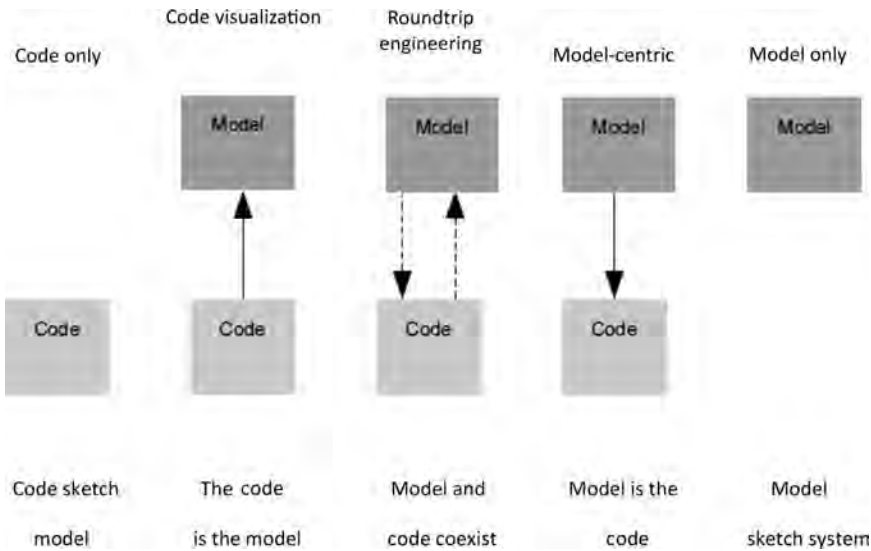 Code only
Code visualization
Roundtrip
engineering
Model-centric
Model only
Model
Model
Model
Model
Code
Code
Code
Code
Code sketch
model
The code
is the model
Model and
code coexist
Model is the
code
Model
sketch system